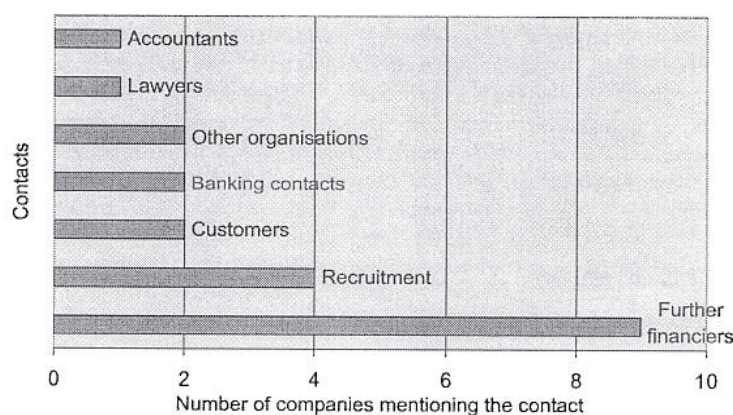 Accountants
Lawyers
Other organisations
Banking contacts
Customers
Recruitment
Further
financiers
Contacts
0 2 4 6 8 10
Number of companies mentioning the contact